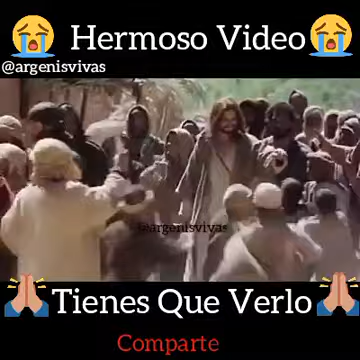 Hermoso Video
@argenisvivas
@argenisvivas
Tienes Que Verlo
Comparte